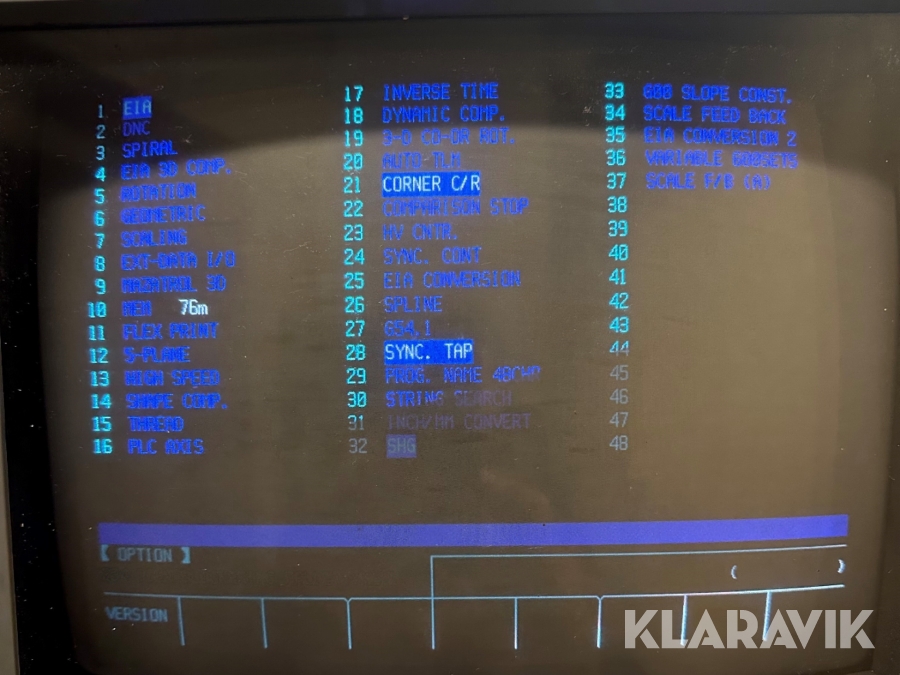 1 EIA
2 DNC
3 SPIRAL
4 EIA 3D COMP.
5 ROTATION
6 GEOMETRIC
7 SCALING
8 EXT-DATA I/O
9 MAZATROL 3D
10 MEM 76m
11 FLEX PRINT
12 5-PLANE
13 HIGH SPEED
14 SHAPE COMP.
15 THREAD
16 PLC AXIS
17 INVERSE TIME
18 DYNAMIC COMP.
19 3-D CO-OR ROT.
20 AUTO TLM
21 CORNER C/R
22 COMPARISON STOP
23 HV CNTR.
24 SYNC. CONT
25 EIA CONVERSION
26 SPLINE
27 G54.1
28 SYNC. TAP
29 PROG. NAME 48CHR
30 STRING SEARCH
31 INCH/MM CONVERT
32 SHG
33 G00 SLOPE CONST.
34 SCALE FEED BACK
35 EIA CONVERSION 2
36 VARIABLE
37 SCALE F/B (A)
38
39
40
41
42
43
44
45
46
47
48
【 OPTION 】
( )
VERSION
KLARAVIK